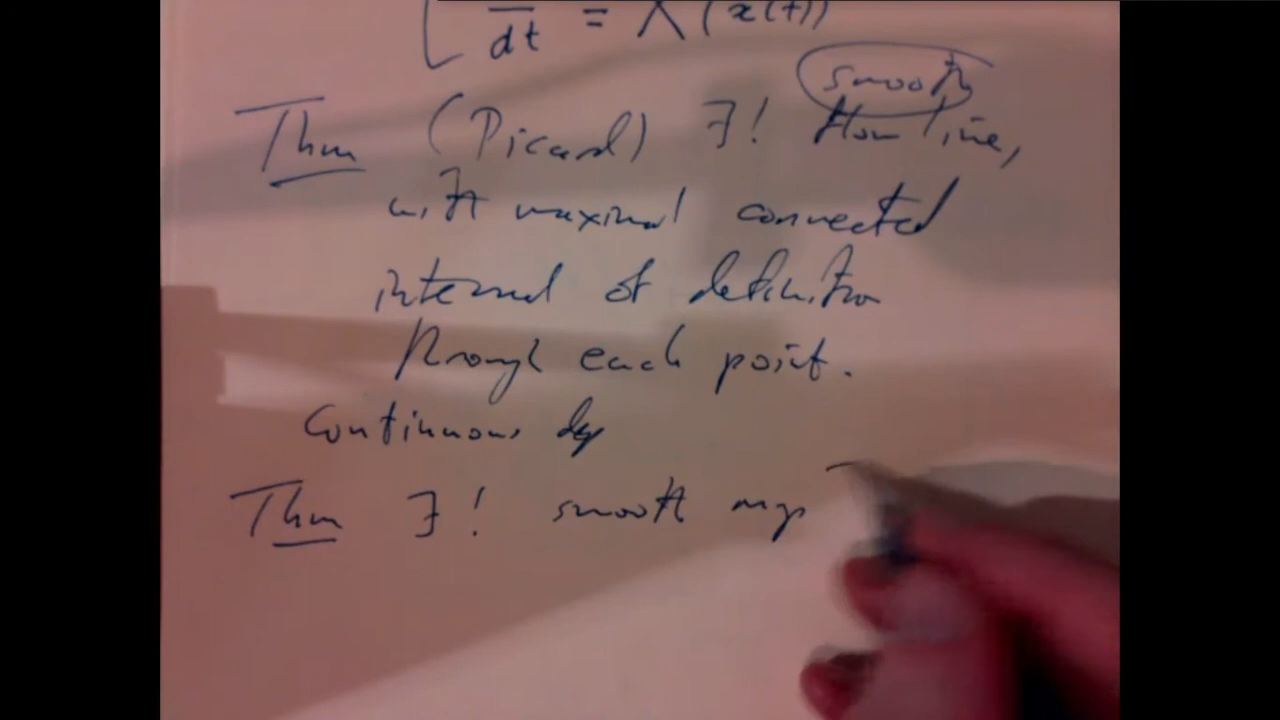 dt = X(x(t))
smooth
Thm (Picard) ∃! flow line,
with maximal connected
interval of definition
through each point.
Continuous dep
Thm ∃! smooth map